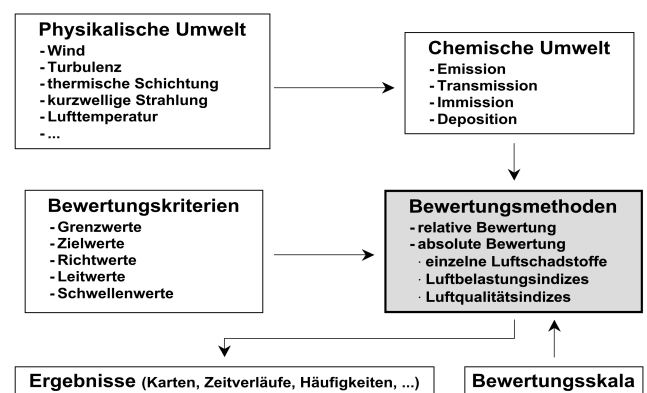 Physikalische Umwelt
- Wind
- Turbulenz
- thermische Schichtung
- kurzwellige Strahlung
- Lufttemperatur
- ...
Chemische Umwelt
- Emission
- Transmission
- Immission
- Deposition
Bewertungskriterien
- Grenzwerte
- Zielwerte
- Richtwerte
- Leitwerte
- Schwellenwerte
Bewertungsmethoden
- relative Bewertung
- absolute Bewertung
· einzelne Luftschadstoffe
· Luftbelastungsindizes
· Luftqualitätsindizes
Ergebnisse (Karten, Zeitverläufe, Häufigkeiten, ...)
Bewertungsskala